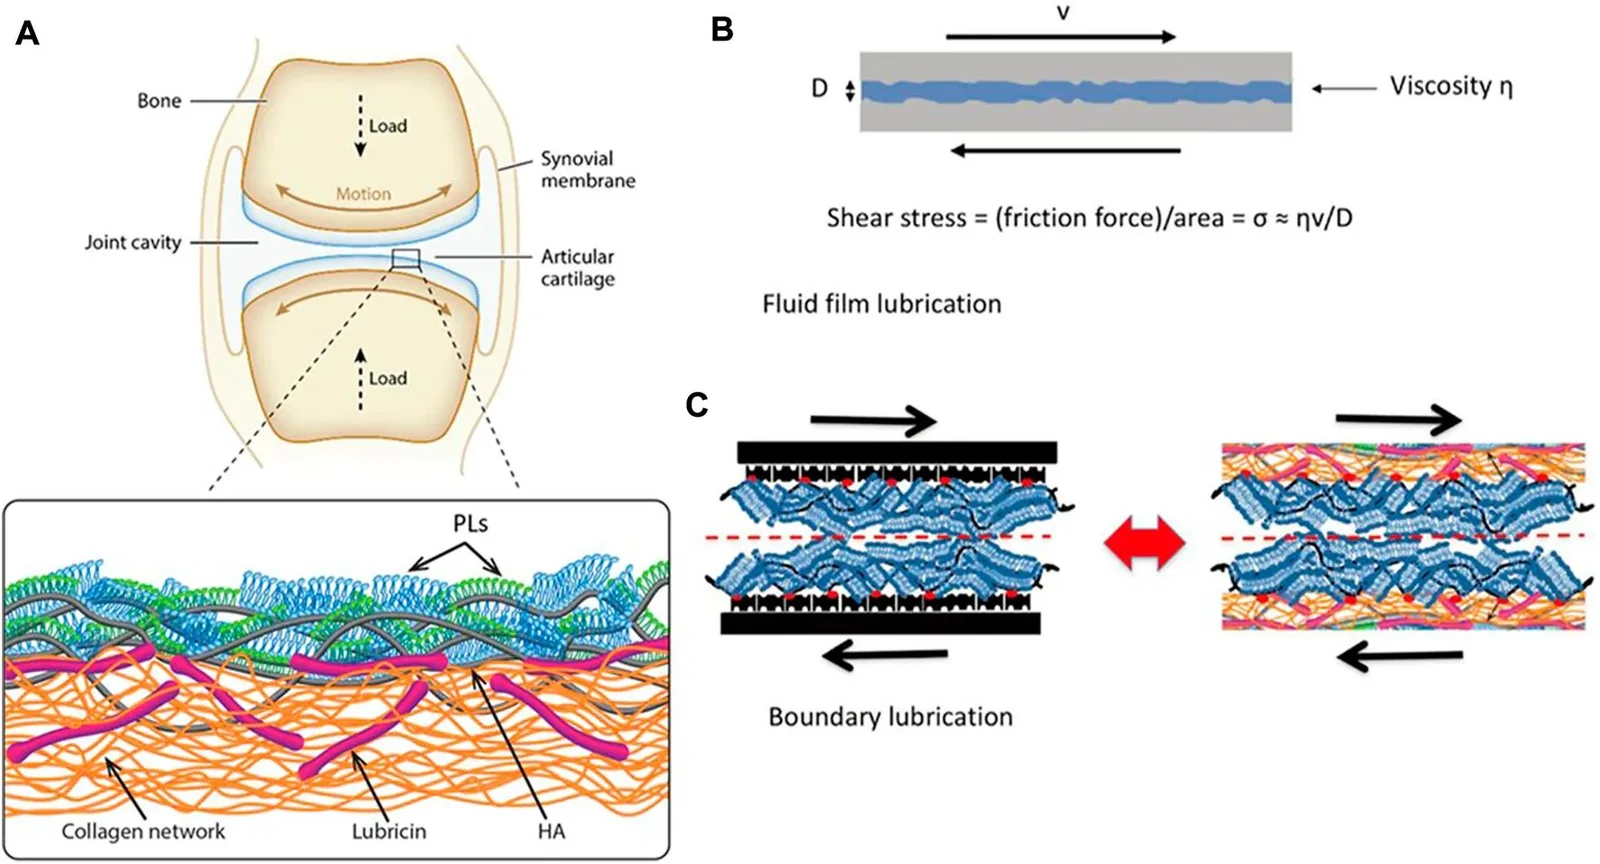 A
Bone
Load
Synovial
membrane
Motion
Joint cavity
Articular
cartilage
Load
PLs
Collagen network
Lubricin
HA
B
v
D
Viscosity η
Shear stress = (friction force)/area = σ ≈ ηv/D
Fluid film lubrication
C
Boundary lubrication